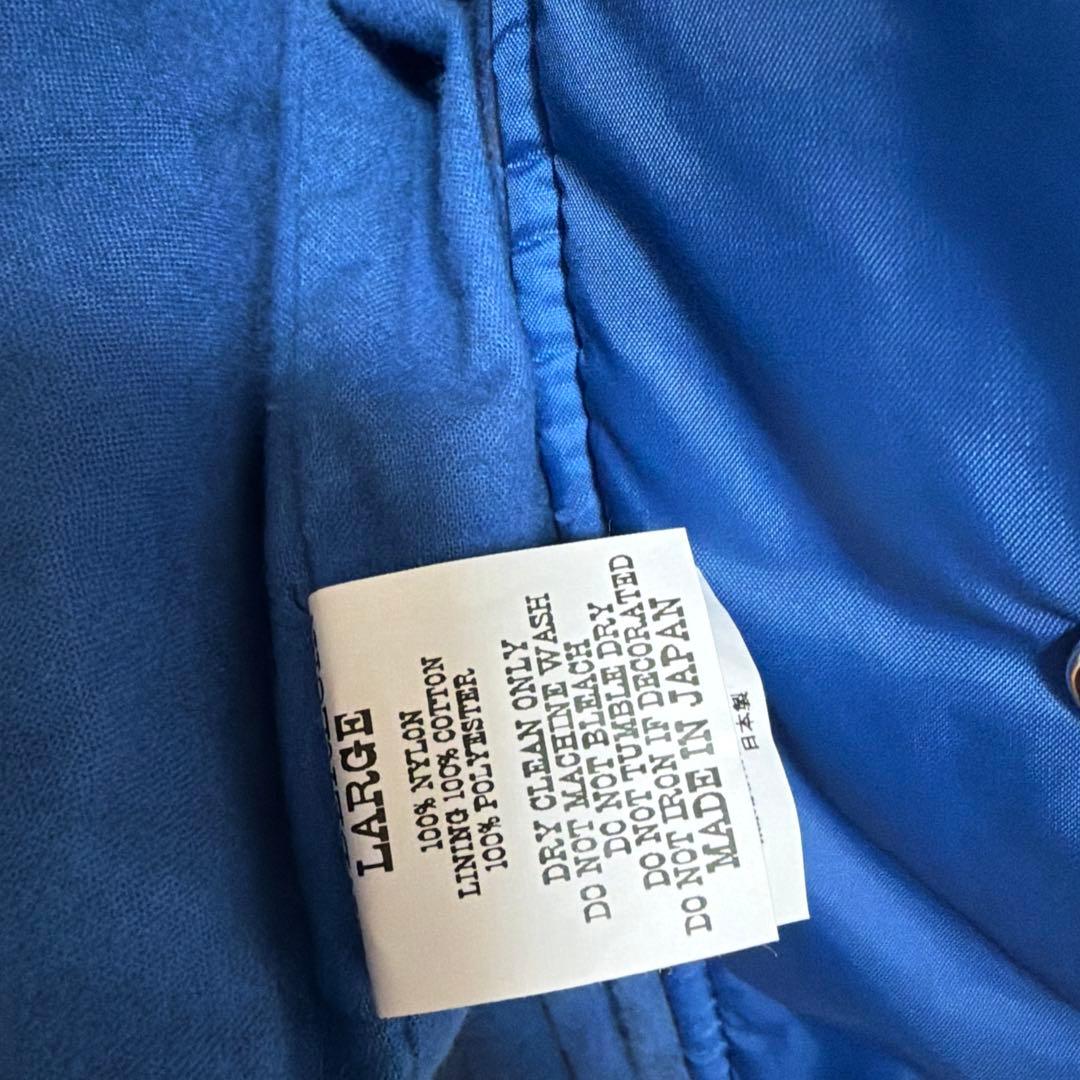 LARGE
100% NYLON
LINING 100% COTTON
100% POLYESTER
DRY CLEAN ONLY
DO NOT MACHINE WASH
DO NOT BLEACH
DO NOT TUMBLE DRY
DO NOT IRON IF DECORATED
MADE IN JAPAN
日本製